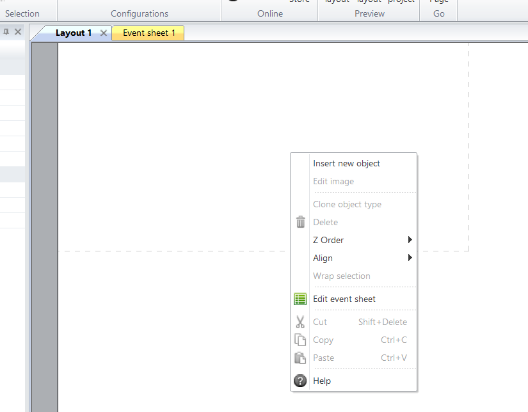 Store layout layout project Page
Selection Configurations Online Preview Go
Layout 1 Event sheet 1
Insert new object
Edit image
Clone object type
Delete
Z Order
Align
Wrap selection
Edit event sheet
Cut Shift+Delete
Copy Ctrl+C
Paste Ctrl+V
Help